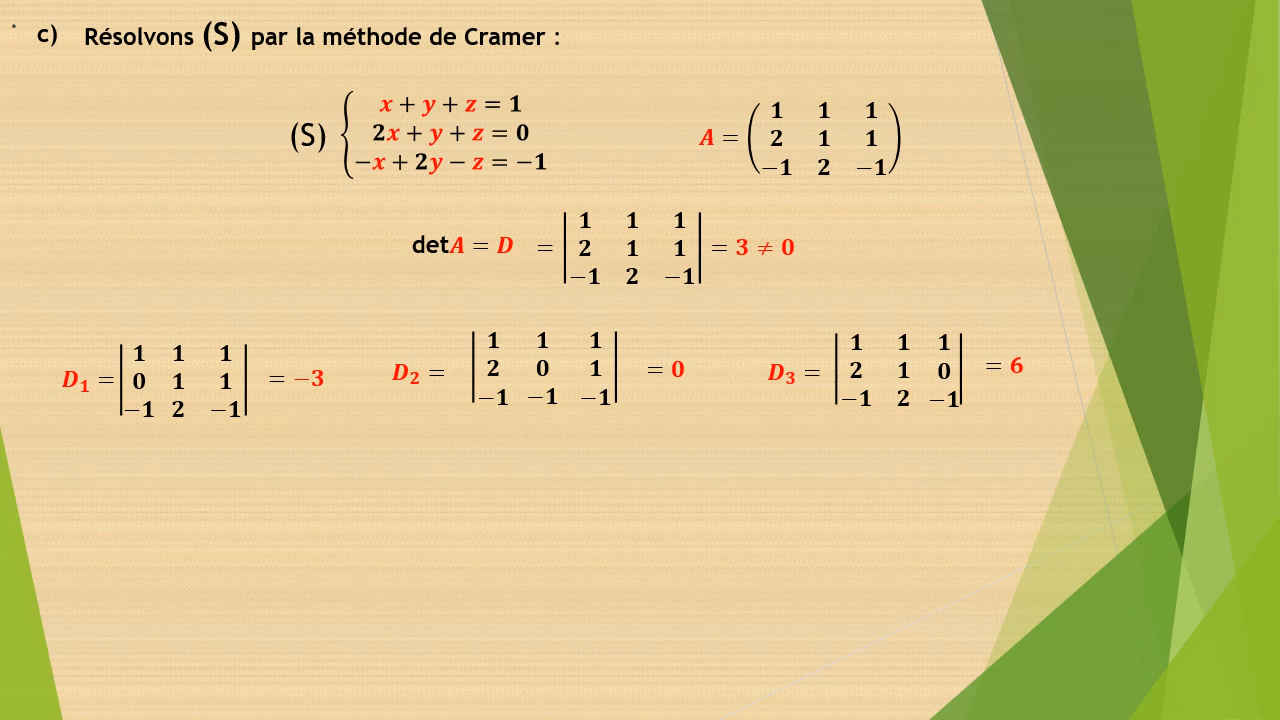 c) Résolvons (S) par la méthode de Cramer :
(S) { x + y + z = 1
2x + y + z = 0
−x + 2y − z = −1
A = ( 1 1 1
2 1 1
−1 2 −1 )
detA = D = | 1 1 1
2 1 1
−1 2 −1 | = 3 ≠ 0
D₁ = | 1 1 1
0 1 1
−1 2 −1 | = −3
D₂ = | 1 1 1
2 0 1
−1 −1 −1 | = 0
D₃ = | 1 1 1
2 1 0
−1 2 −1 | = 6